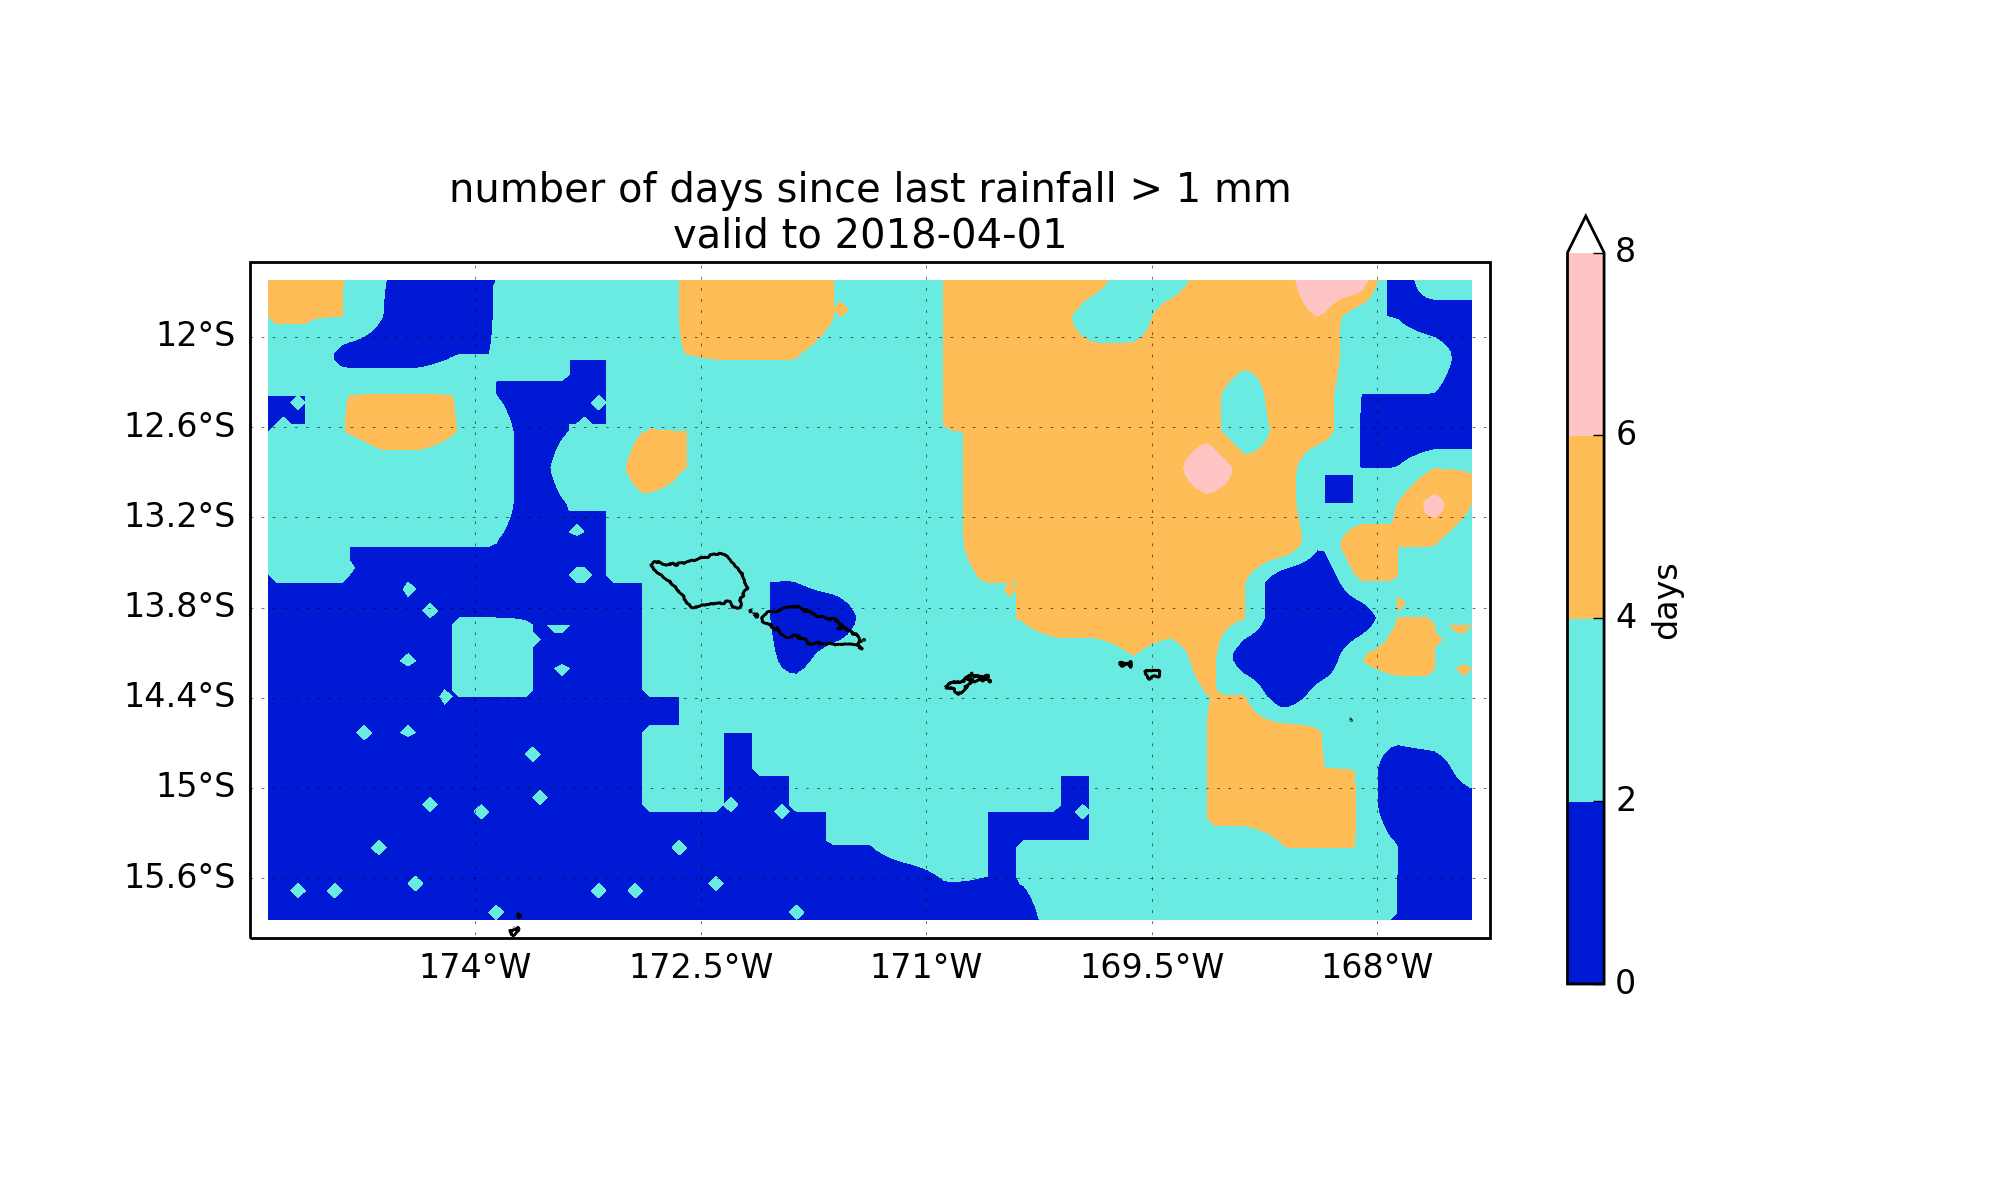 number of days since last rainfall > 1 mm
valid to 2018-04-01
12°S
12.6°S
13.2°S
13.8°S
14.4°S
15°S
15.6°S
174°W
172.5°W
171°W
169.5°W
168°W
8
6
4
2
0
days